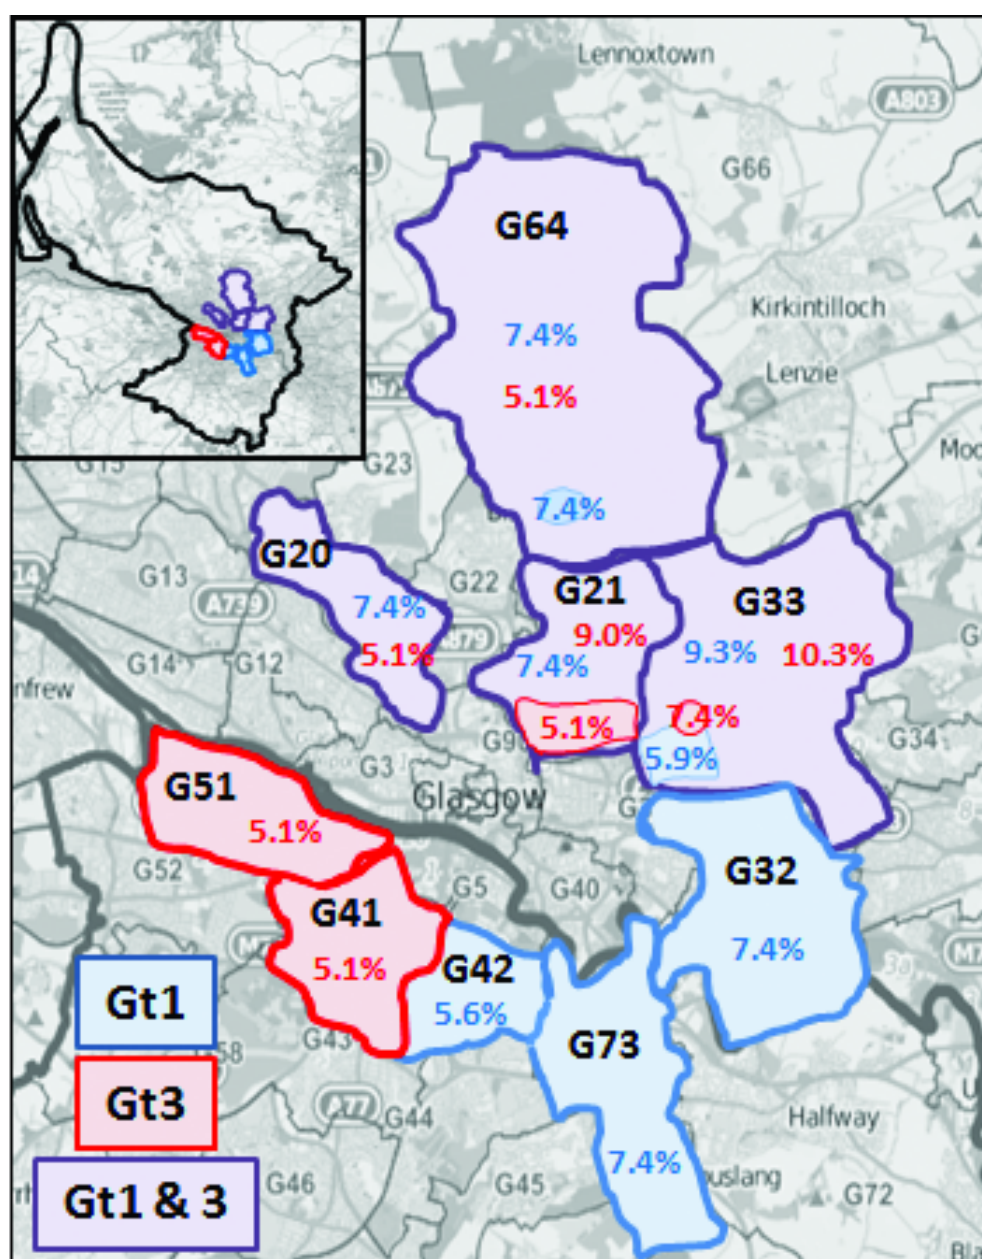 Lennoxtown
A803
G66
G64
Kirkintilloch
7.4%
Lenzie
5.1%
G23
7.4%
G20
G13
G22
G21
G33
A739
7.4%
9.0%
9.3%
10.3%
5.1%
7.4%
G14
G12
nfrew
5.1%
7.4%
G3
G34
5.9%
G51
Glasgow
5.1%
G52
G5
G40
G32
G41
5.1%
G42
7.4%
5.6%
G73
Gt1
G43
Gt3
A77
G44
Halfway
7.4%
uslang
G46
G45
G72
Gt1 & 3